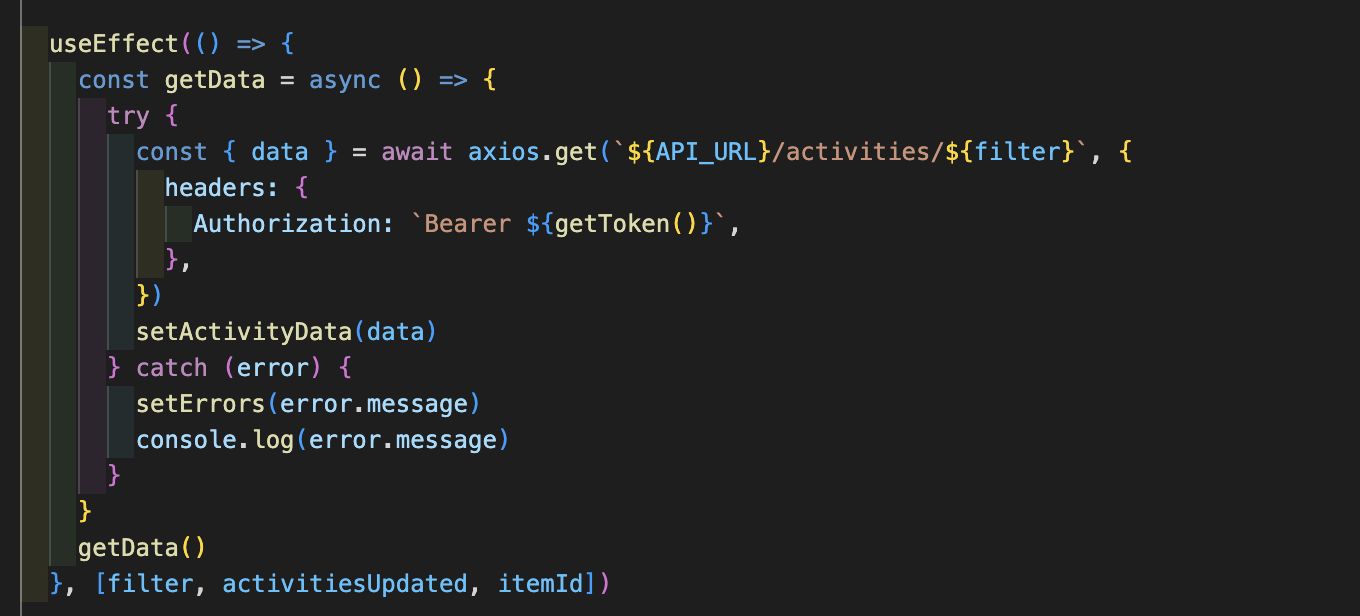 useEffect(() => {
  const getData = async () => {
    try {
      const { data } = await axios.get(`${API_URL}/activities/${filter}`, {
        headers: {
          Authorization: `Bearer ${getToken()}`,
        },
      })
      setActivityData(data)
    } catch (error) {
      setErrors(error.message)
      console.log(error.message)
    }
  }
  getData()
}, [filter, activitiesUpdated, itemId])